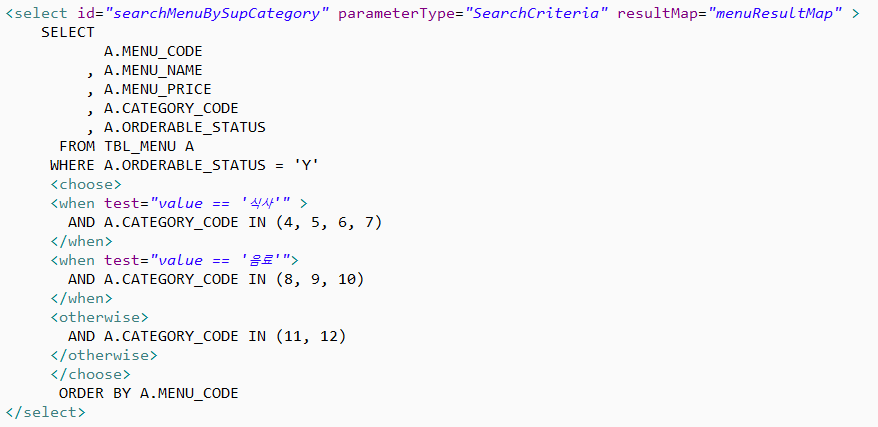 <select id="searchMenuBySupCategory" parameterType="SearchCriteria" resultMap="menuResultMap" >
SELECT
A.MENU_CODE
, A.MENU_NAME
, A.MENU_PRICE
, A.CATEGORY_CODE
, A.ORDERABLE_STATUS
FROM TBL_MENU A
WHERE A.ORDERABLE_STATUS = 'Y'
<choose>
<when test="value == '식사'" >
AND A.CATEGORY_CODE IN (4, 5, 6, 7)
</when>
<when test="value == '음료'">
AND A.CATEGORY_CODE IN (8, 9, 10)
</when>
<otherwise>
AND A.CATEGORY_CODE IN (11, 12)
</otherwise>
</choose>
ORDER BY A.MENU_CODE
</select>